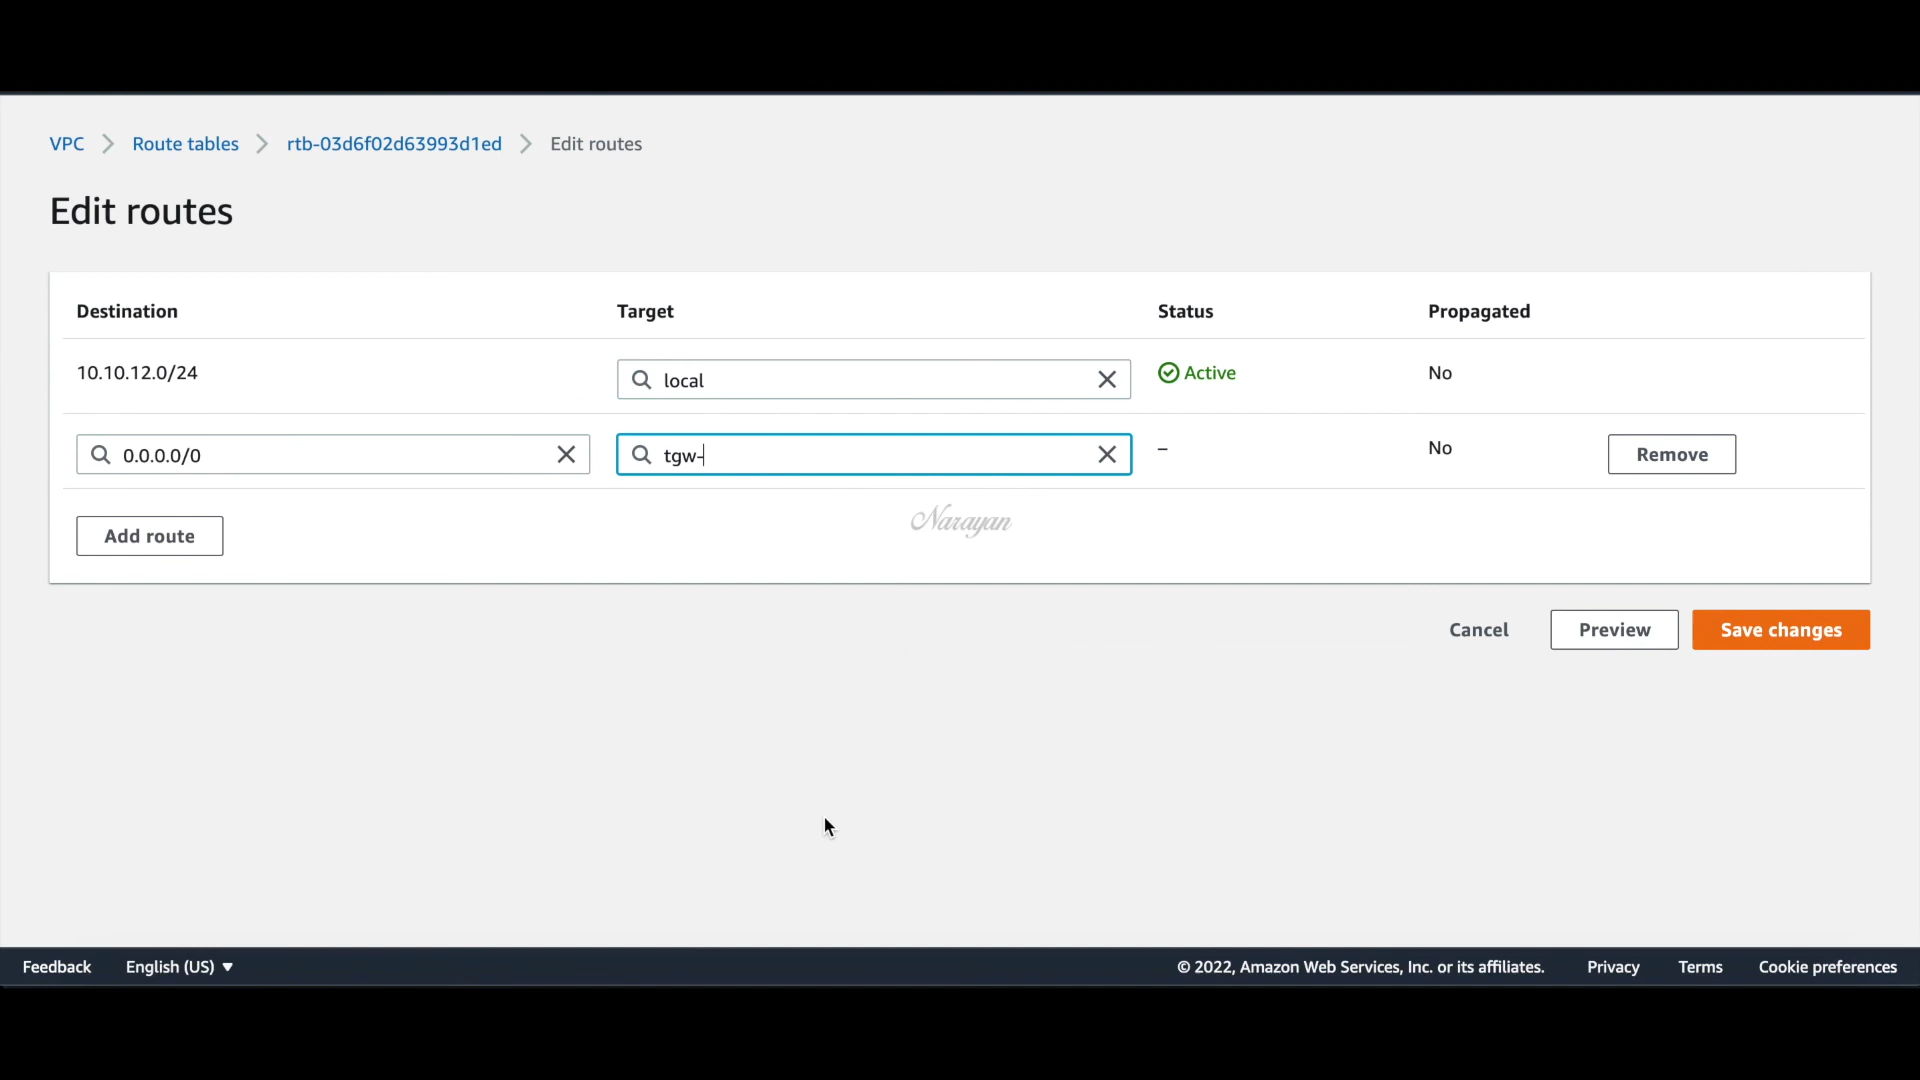 VPC Route tables rtb-03d6f02d63993d1ed Edit routes
Edit routes
Destination Target Status Propagated
10.10.12.0/24 local Active No
0.0.0.0/0 tgw- – No Remove
Narayan
Add route
Cancel Preview Save changes
Feedback English (US) © 2022, Amazon Web Services, Inc. or its affiliates. Privacy Terms Cookie preferences